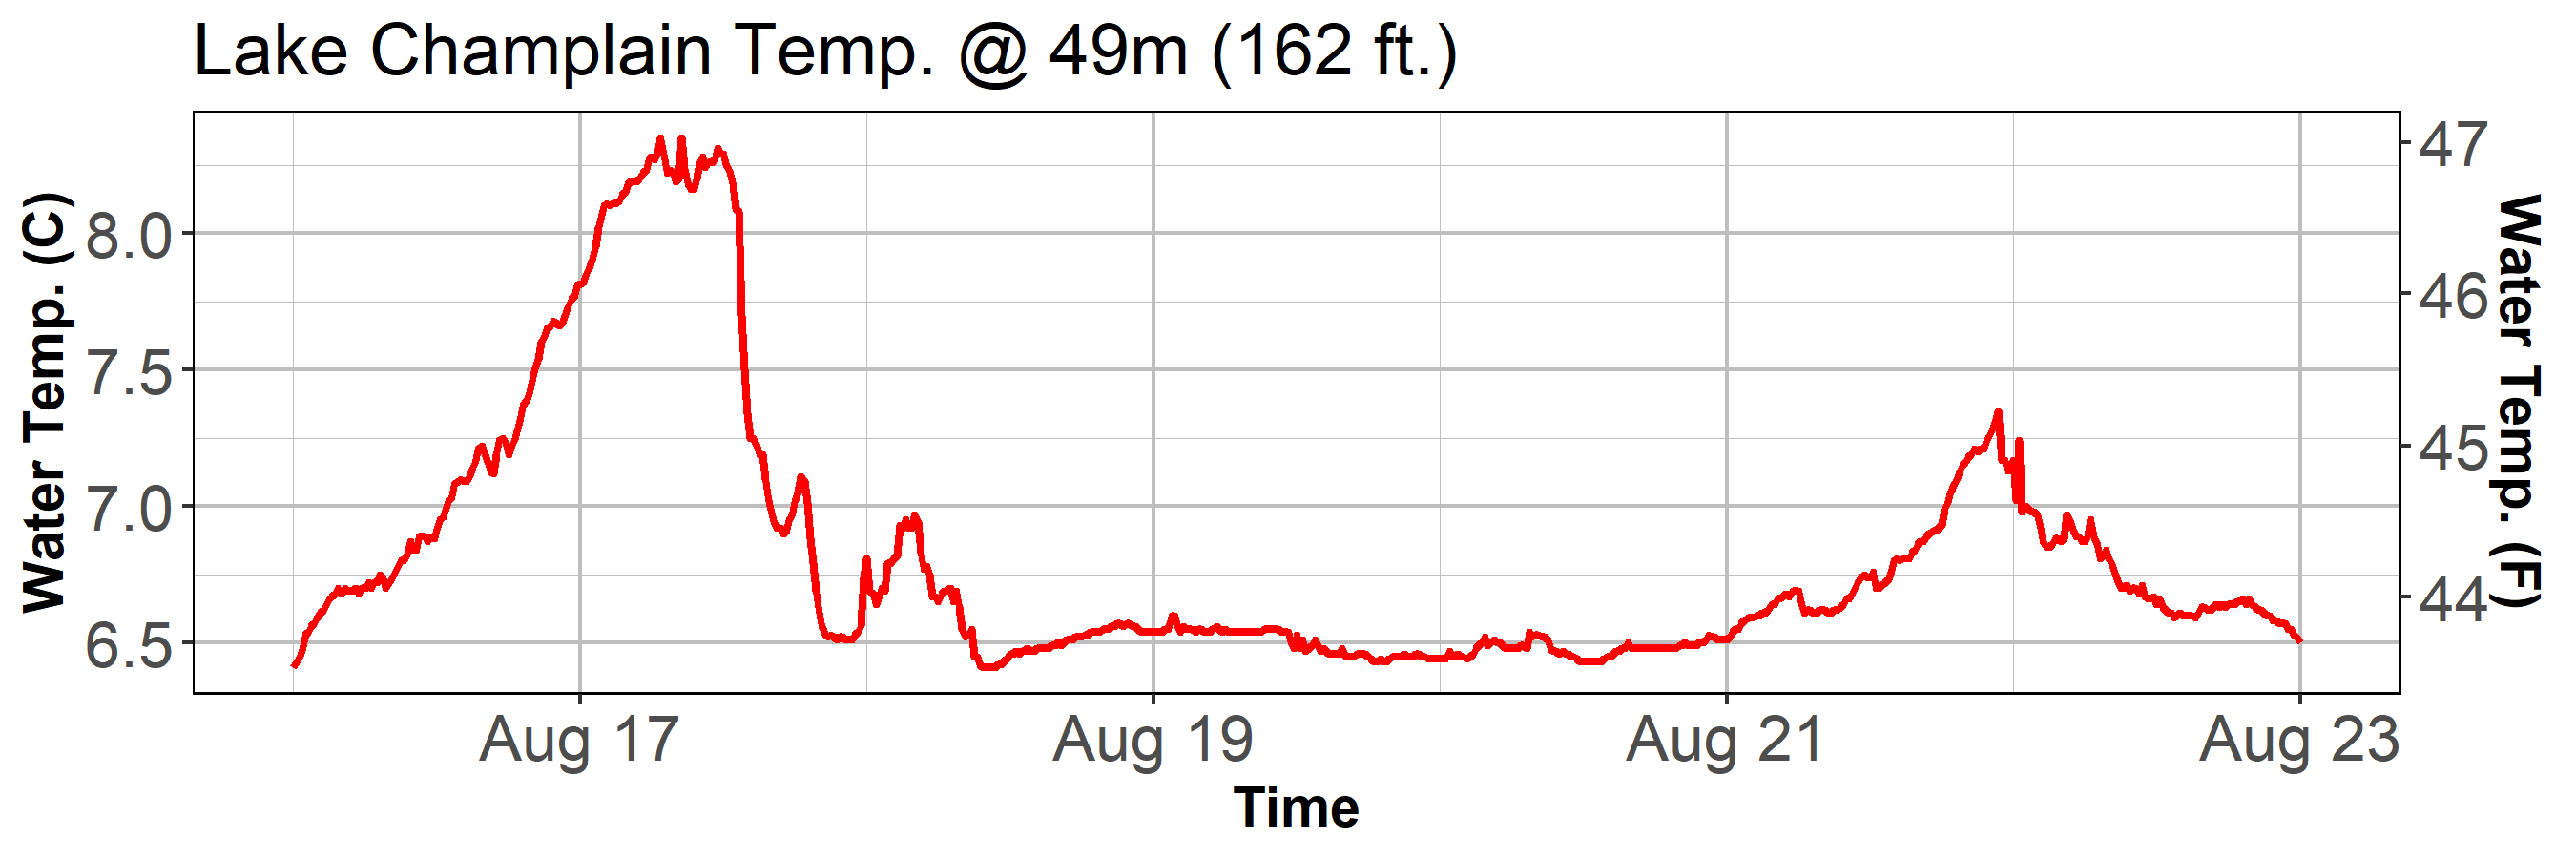 Lake Champlain Temp. @ 49m (162 ft.)
Water Temp. (C)
8.0
7.5
7.0
6.5
47
46
45
44
Water Temp. (F)
Aug 17
Aug 19
Aug 21
Aug 23
Time